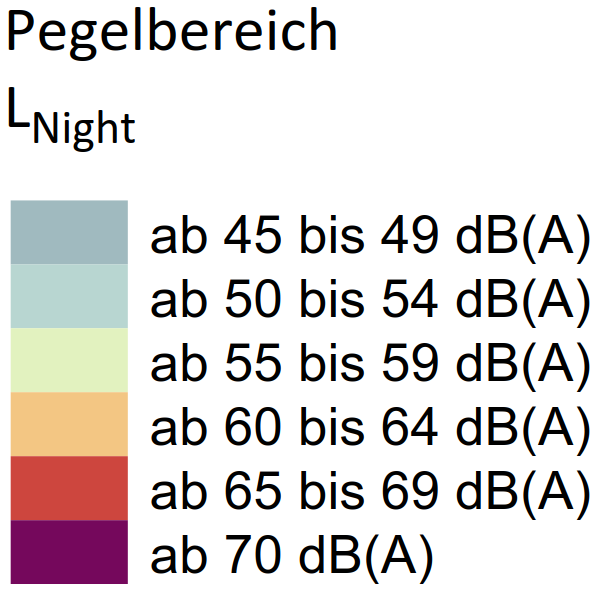 Pegelbereich
LNight
ab 45 bis 49 dB(A)
ab 50 bis 54 dB(A)
ab 55 bis 59 dB(A)
ab 60 bis 64 dB(A)
ab 65 bis 69 dB(A)
ab 70 dB(A)